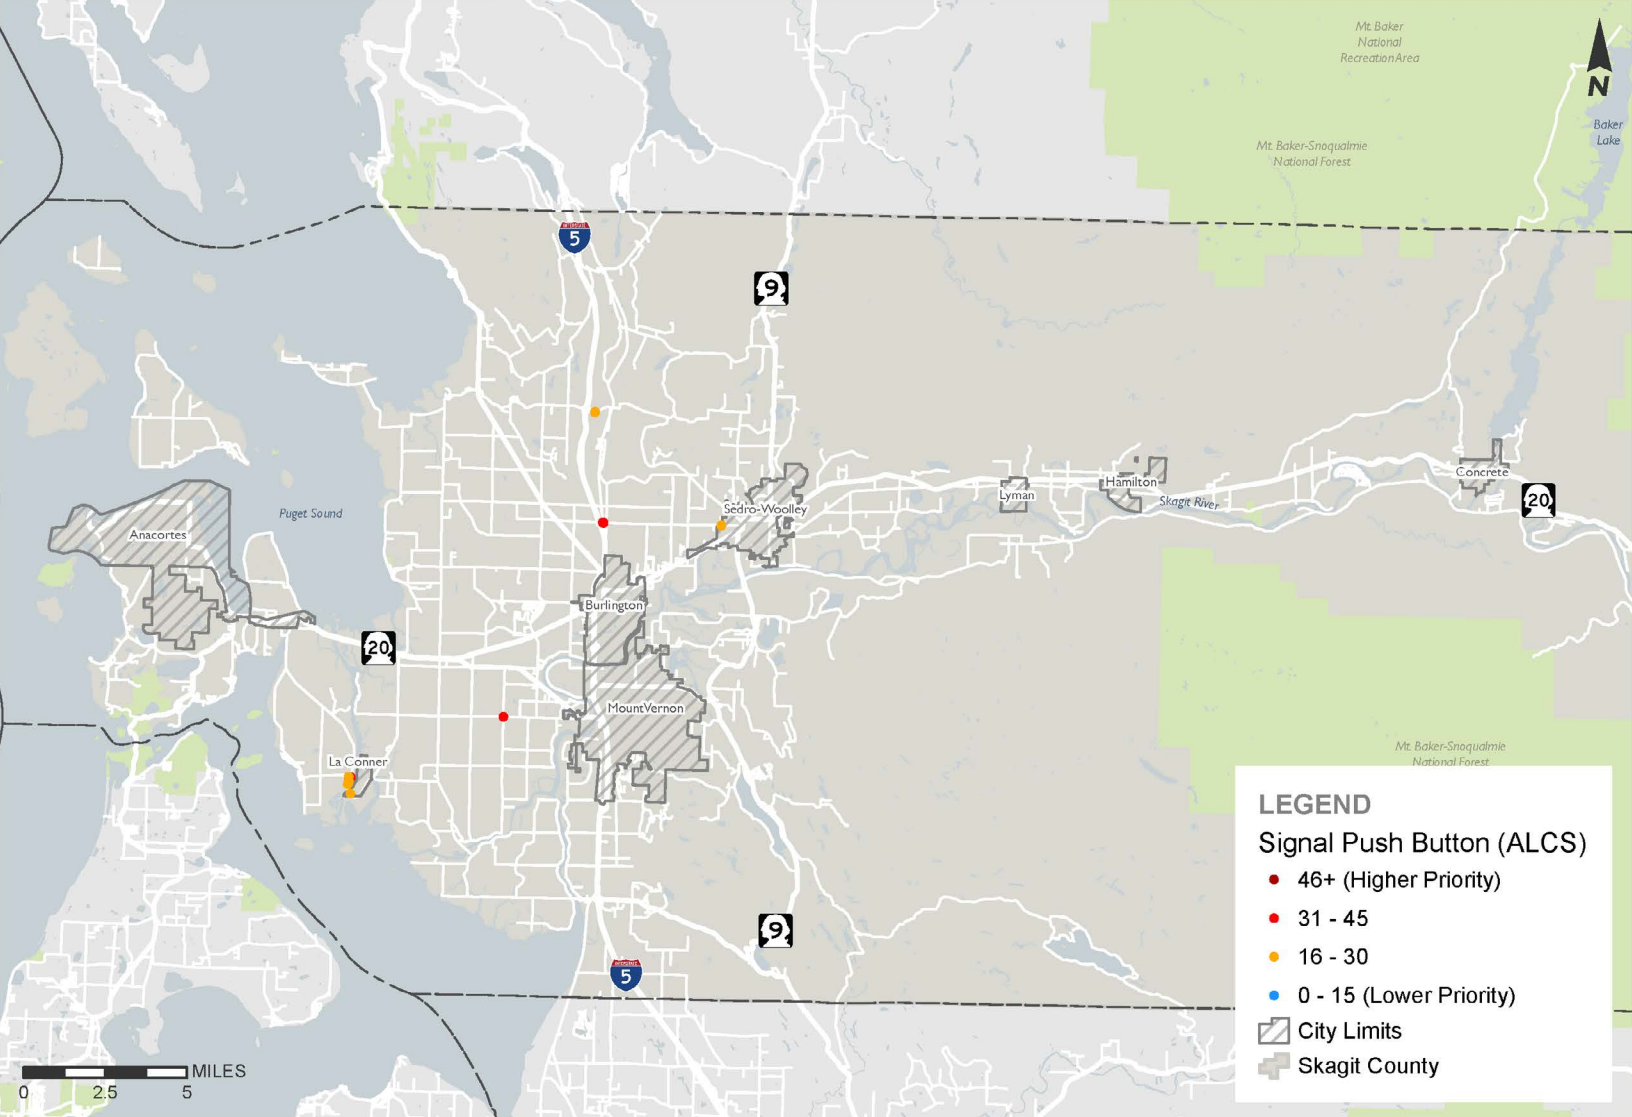 Mt. Baker
National
Recreation Area
N
Baker
Lake
Mt. Baker-Snoqualmie
National Forest
INTERSTATE
5
9
Sedro-Woolley
Lyman
Hamilton
Concrete
Skagit River
20
Puget Sound
Anacortes
Burlington
20
Mount Vernon
La Conner
Mt. Baker-Snoqualmie
National Forest
9
INTERSTATE
5
LEGEND
Signal Push Button (ALCS)
46+ (Higher Priority)
31 - 45
16 - 30
0 - 15 (Lower Priority)
City Limits
Skagit County
MILES
0 2.5 5